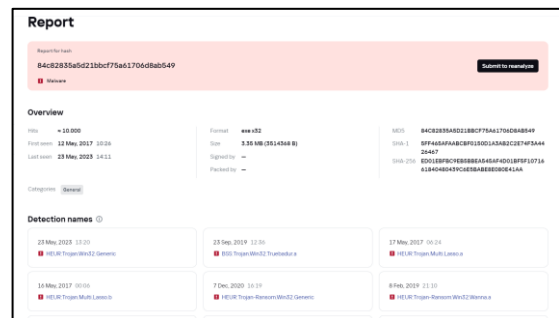 Report
Report for hash
84c82835a5d21bbcf75a61706d8ab549
Malware
Submit to reanalyze
Overview
Hits ≈ 10.000
First seen 12 May, 2017 10:26
Last seen 23 May, 2023 14:11
Format exe x32
Size 3.35 MB (3514368 B)
Signed by —
Packed by —
MD5 84C82835A5D21BBCF75A61706D8AB549
SHA-1 5FF465AFAABCBF0150D1A3AB2C2E74F3A44
26467
SHA-256 ED01EBFBC9EB5BBEA545AF4D01BF5F10716
61840480439C6E5BABE8E080E41AA
Categories General
Detection names
23 May, 2023 13:20
HEUR:Trojan.Win32.Generic
23 Sep, 2019 12:36
BSS:Trojan.Win32.Truebadur.a
17 May, 2017 06:24
HEUR:Trojan.Multi.Lasso.a
16 May, 2017 00:06
HEUR:Trojan.Multi.Lasso.b
7 Dec, 2020 16:19
HEUR:Trojan-Ransom.Win32.Generic
8 Feb, 2019 21:10
HEUR:Trojan-Ransom.Win32.Wanna.a